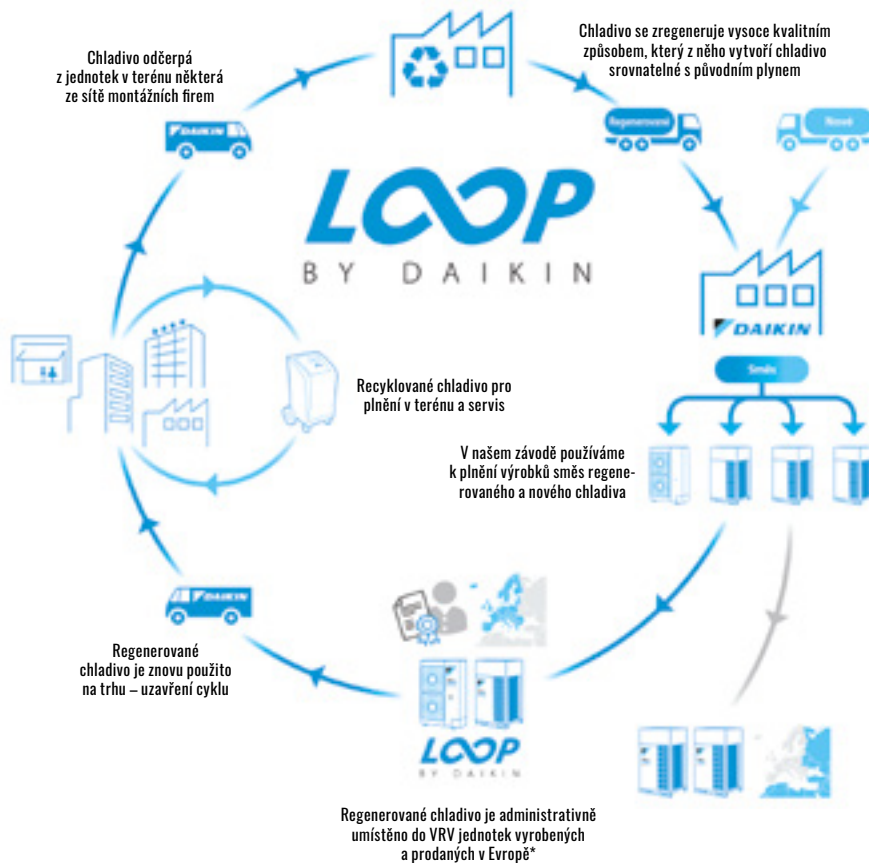 Chladivo odčerpá
z jednotek v terénu některá
ze sítě montážních firem
Chladivo se zregeneruje vysoce kvalitním
způsobem, který z něho vytvoří chladivo
srovnatelné s původním plynem
DAIKIN
Regenerované
Nové
LOOP
BY DAIKIN
DAIKIN
Směs
Recyklované chladivo pro
plnění v terénu a servis
V našem závodě používáme
k plnění výrobků směs regene-
rovaného a nového chladiva
DAIKIN
Regenerované
chladivo je znovu použito
na trhu – uzavření cyklu
LOOP
BY DAIKIN
Regenerované chladivo je administrativně
umístěno do VRV jednotek vyrobených
a prodaných v Evropě*